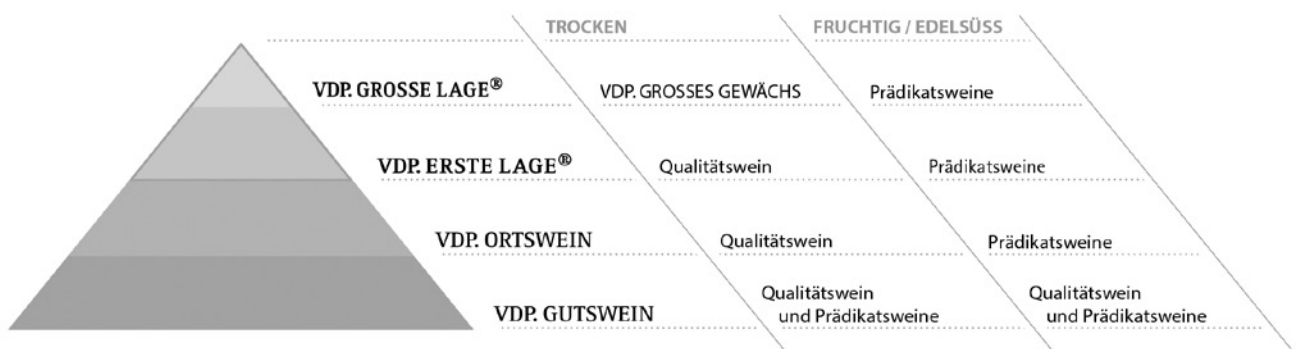 TROCKEN FRUCHTIG / EDELSÜSS
VDP. GROSSE LAGE® VDP. GROSSES GEWÄCHS Prädikatsweine
VDP. ERSTE LAGE® Qualitätswein Prädikatsweine
VDP. ORTSWEIN Qualitätswein Prädikatsweine
VDP. GUTSWEIN Qualitätswein und Prädikatsweine Qualitätswein und Prädikatsweine